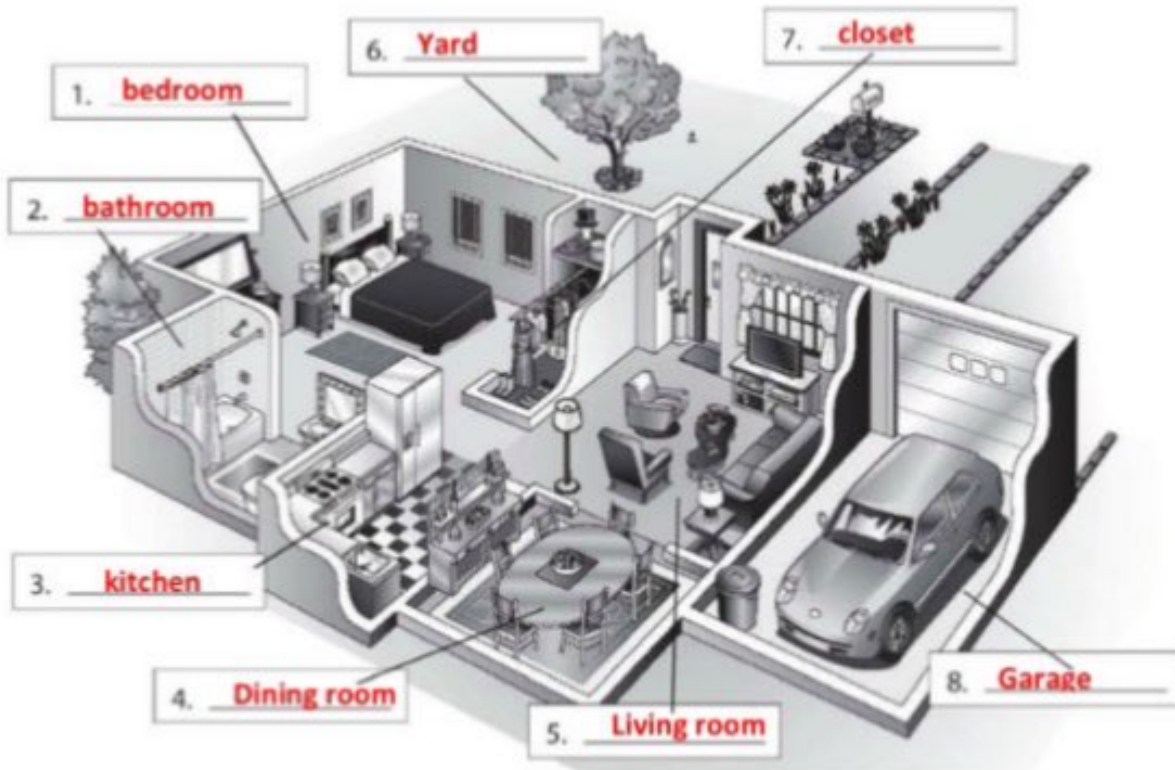 1. bedroom
2. bathroom
3. kitchen
4. Dining room
5. Living room
6. Yard
7. closet
8. Garage